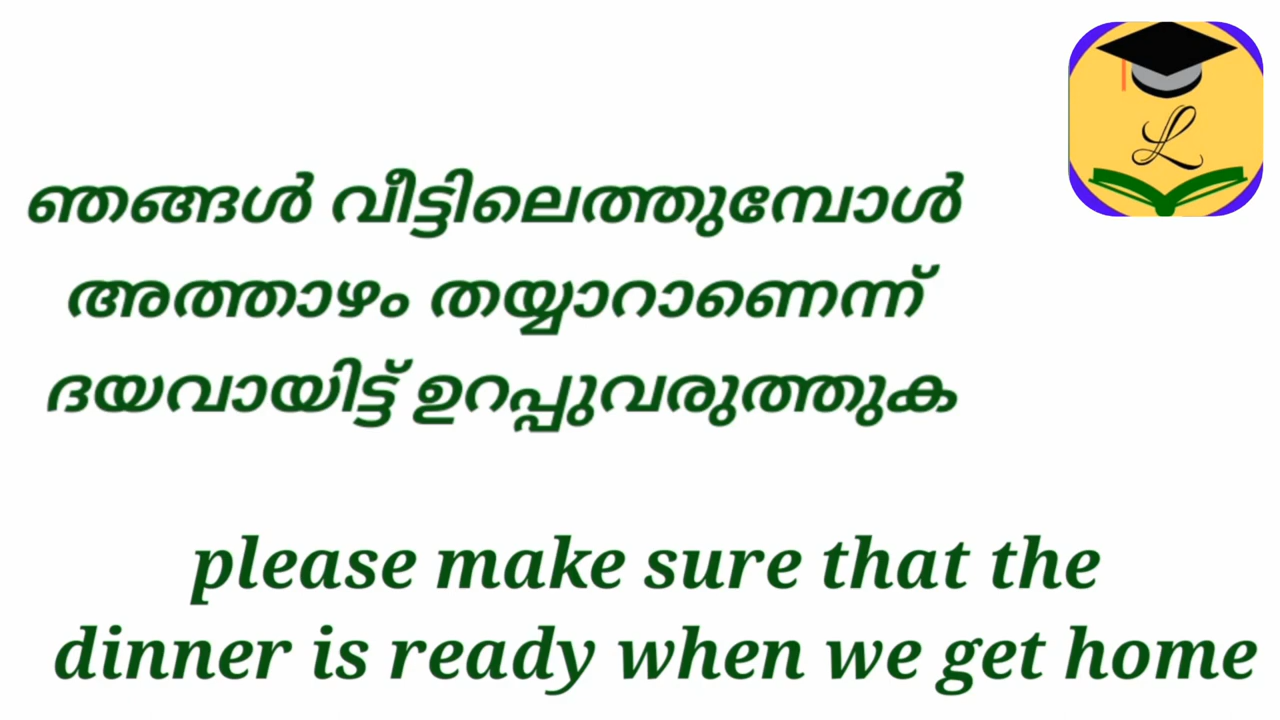 L
ഞങ്ങൾ വീട്ടിലെത്തുമ്പോൾ
അത്താഴം തയ്യാറാണെന്ന്
ദയവായിട്ട് ഉറപ്പുവരുത്തുക
please make sure that the
dinner is ready when we get home